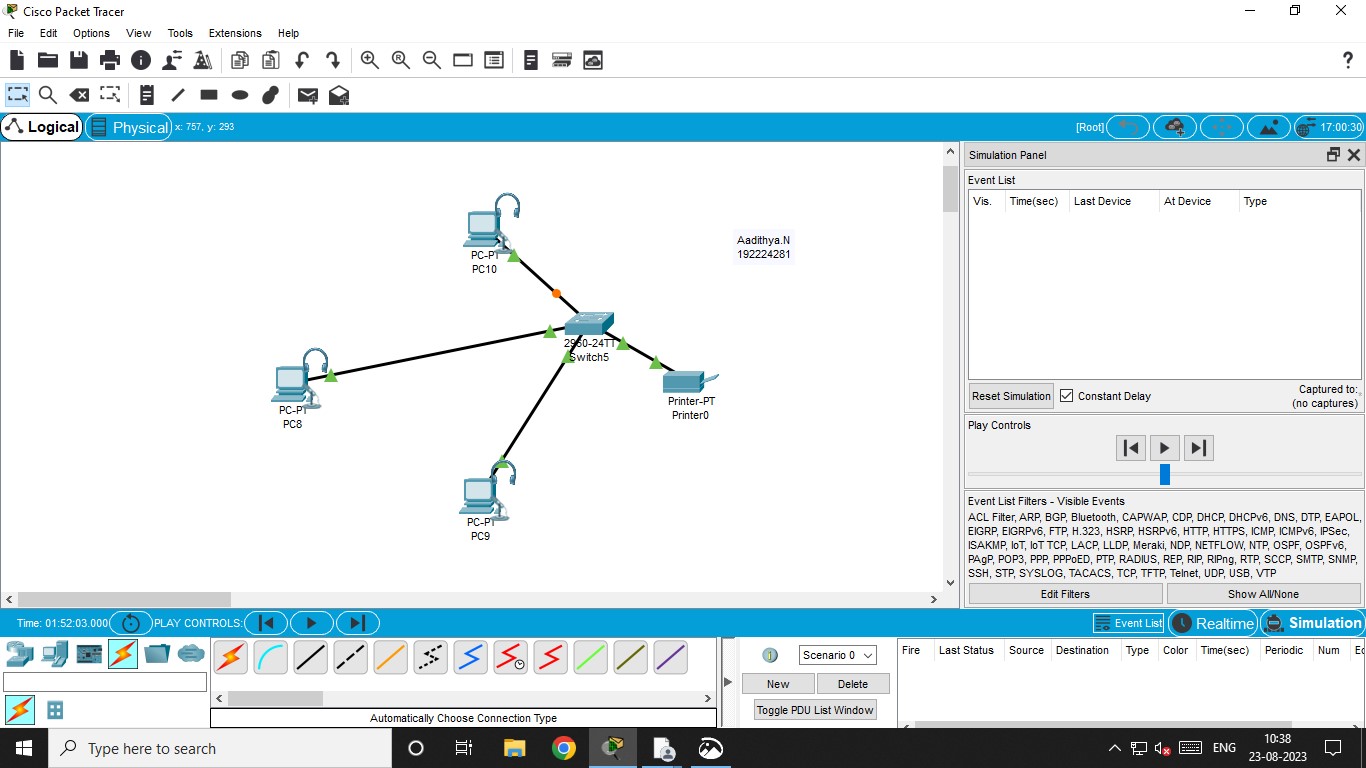 Cisco Packet Tracer
File Edit Options View Tools Extensions Help
?
Logical Physical x: 757, y: 293 [Root] 17:00:30
PC-PT
PC10
Aadithya.N
192224281
2960-24TT
Switch5
Printer-PT
Printer0
PC-PT
PC8
PC-PT
PC9
Simulation Panel
Event List
Vis. Time(sec) Last Device At Device Type
Reset Simulation Constant Delay Captured to:
(no captures)
Play Controls
Event List Filters - Visible Events
ACL Filter, ARP, BGP, Bluetooth, CAPWAP, CDP, DHCP, DHCPv6, DNS, DTP, EAPOL,
EIGRP, EIGRPv6, FTP, H.323, HSRP, HSRPv6, HTTP, HTTPS, ICMP, ICMPv6, IPSec,
ISAKMP, IoT, IoT TCP, LACP, LLDP, Meraki, NDP, NETFLOW, NTP, OSPF, OSPFv6,
PAgP, POP3, PPP, PPPoED, PTP, RADIUS, REP, RIP, RIPng, RTP, SCCP, SMTP, SNMP,
SSH, STP, SYSLOG, TACACS, TCP, TFTP, Telnet, UDP, USB, VTP
Edit Filters Show All/None
Time: 01:52:03.000 PLAY CONTROLS: Event List Realtime Simulation
Scenario 0
New Delete
Toggle PDU List Window
Fire Last Status Source Destination Type Color Time(sec) Periodic Num
Automatically Choose Connection Type
Type here to search
ENG
10:38
23-08-2023